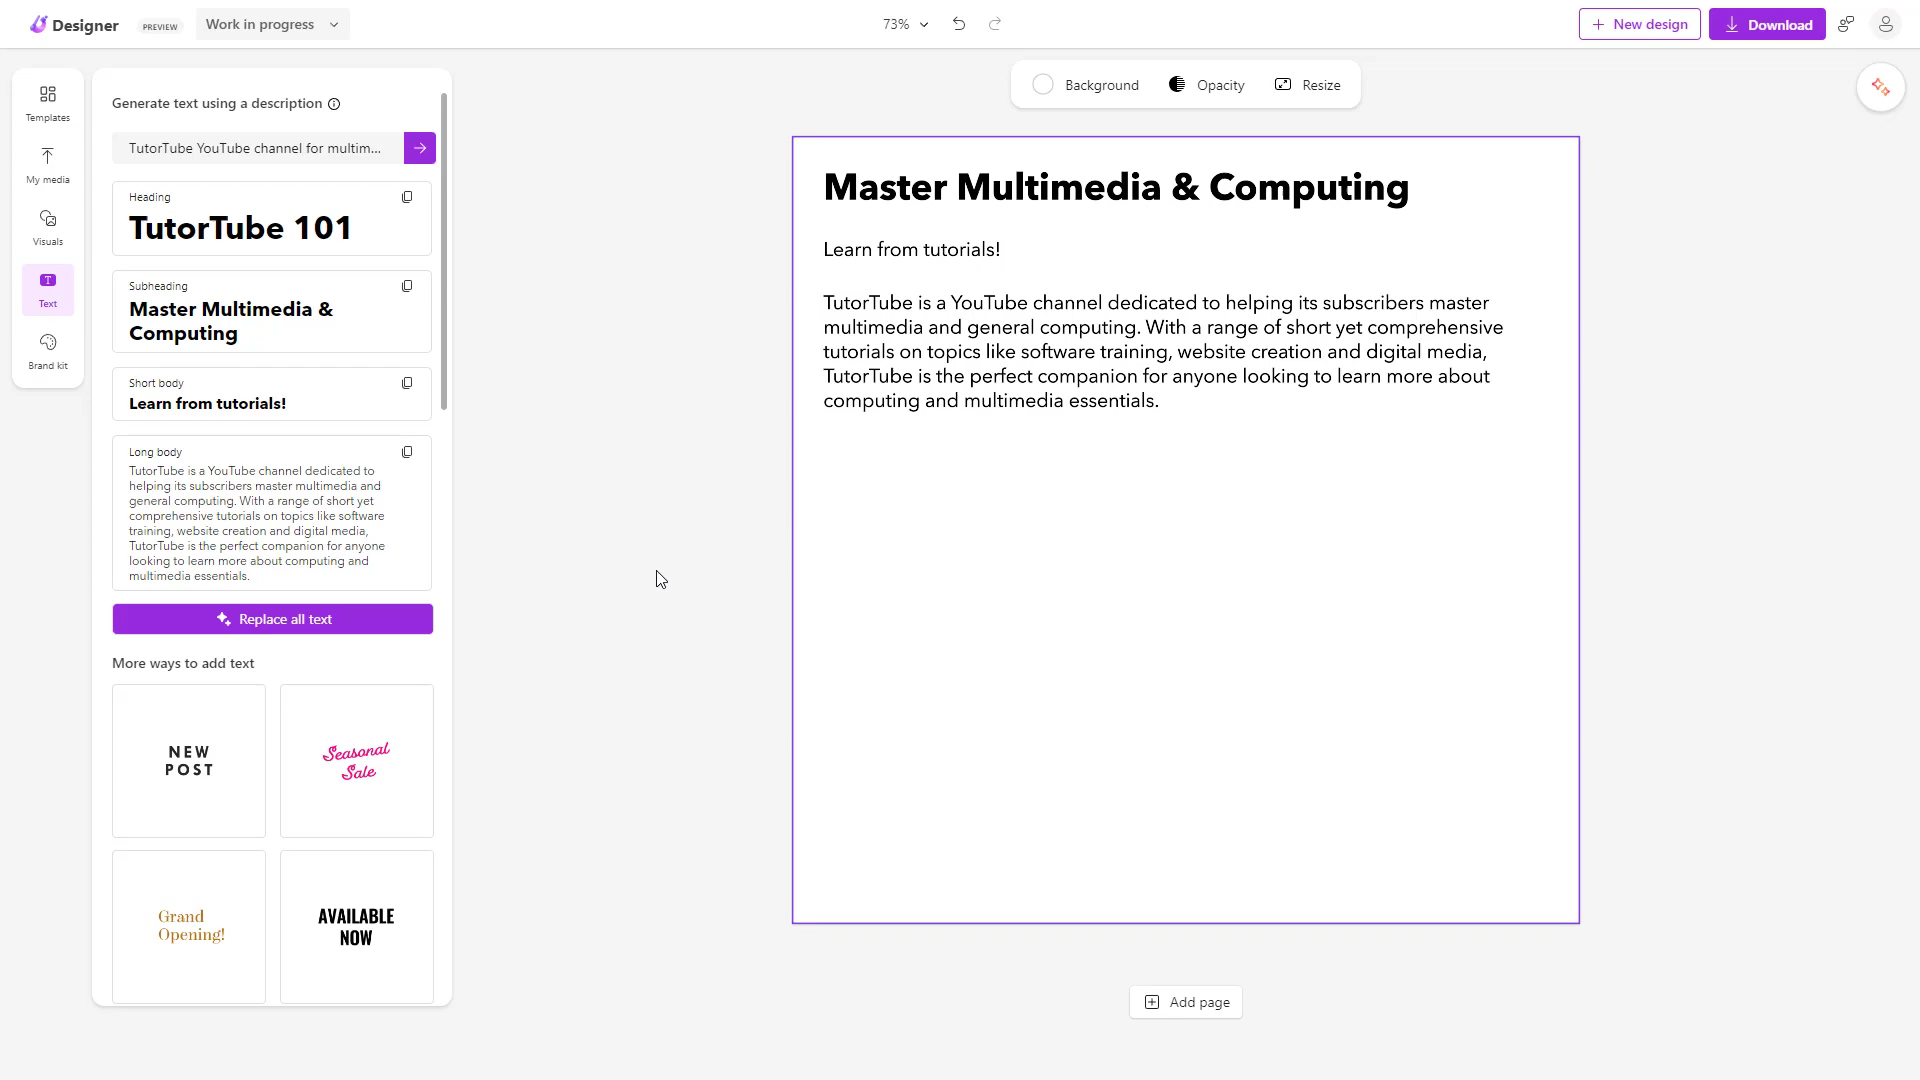 Designer PREVIEW Work in progress 73% New design Download
Background Opacity Resize
Templates
My media
Visuals
Text
Brand kit
Generate text using a description
TutorTube YouTube channel for multim...
Heading
TutorTube 101
Subheading
Master Multimedia &
Computing
Short body
Learn from tutorials!
Long body
TutorTube is a YouTube channel dedicated to
helping its subscribers master multimedia and
general computing. With a range of short yet
comprehensive tutorials on topics like software
training, website creation and digital media,
TutorTube is the perfect companion for anyone
looking to learn more about computing and
multimedia essentials.
Replace all text
More ways to add text
NEW
POST
Seasonal
Sale
Grand
Opening!
AVAILABLE
NOW
Master Multimedia & Computing
Learn from tutorials!
TutorTube is a YouTube channel dedicated to helping its subscribers master
multimedia and general computing. With a range of short yet comprehensive
tutorials on topics like software training, website creation and digital media,
TutorTube is the perfect companion for anyone looking to learn more about
computing and multimedia essentials.
Add page